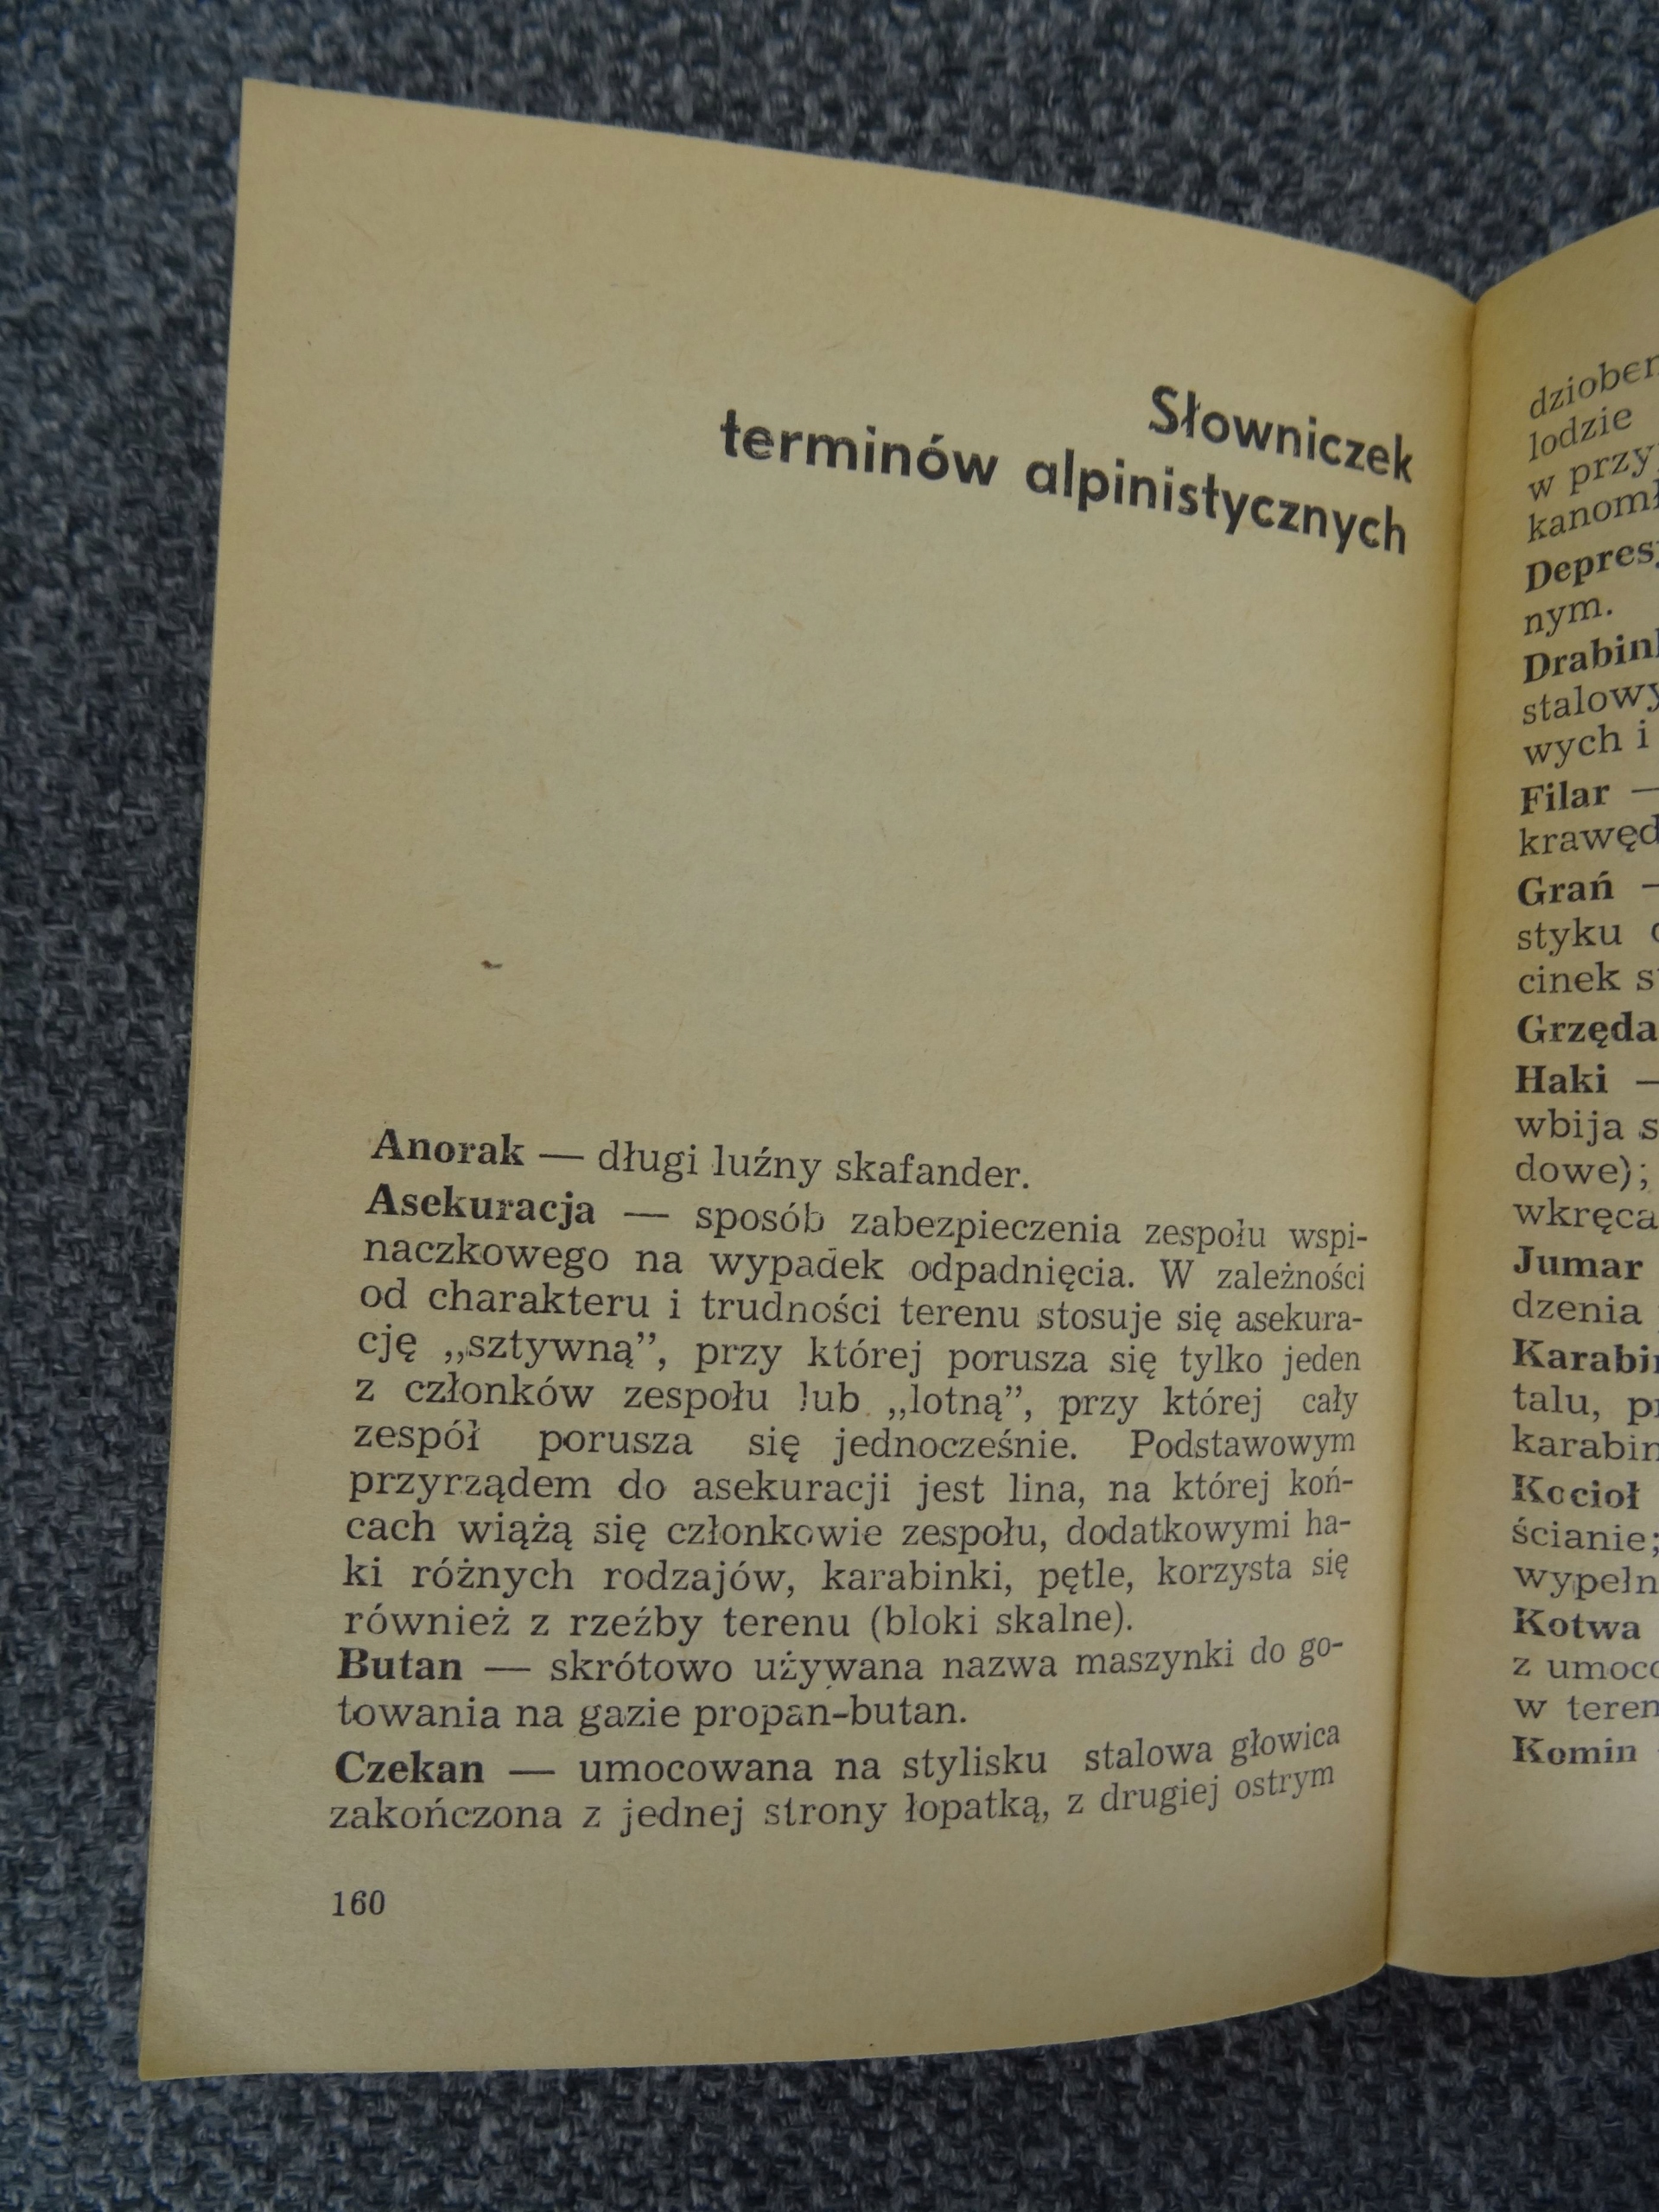 Słowniczek
terminów alpinistycznych
Anorak — długi luźny skafander.
Asekuracja — sposób zabezpieczenia zespołu wspi-
naczkowego na wypadek odpadnięcia. W zależności
od charakteru i trudności terenu stosuje się asekura-
cję „sztywną”, przy której porusza się tylko jeden
z członków zespołu lub „lotną”, przy której cały
zespół porusza się jednocześnie. Podstawowym
przyrządem do asekuracji jest lina, na której koń-
cach wiążą się członkowie zespołu, dodatkowymi ha-
ki różnych rodzajów, karabinki, pętle, korzysta się
również z rzeźby terenu (bloki skalne).
Butan — skrótowo używana nazwa maszynki do go-
towania na gazie propan-butan.
Czekan — umocowana na stylisku stalowa głowica
zakończona z jednej strony łopatką, z drugiej ostrym
160
lodzie
w przy
nym.
wych i
Filar —
Grań —
styku
cinek
Grzęda
Haki —
wbija
dowe);
wkręca
Jumar
dzenia
talu,
Kocioł
ścianie;
Kotwa
z
w
Komin